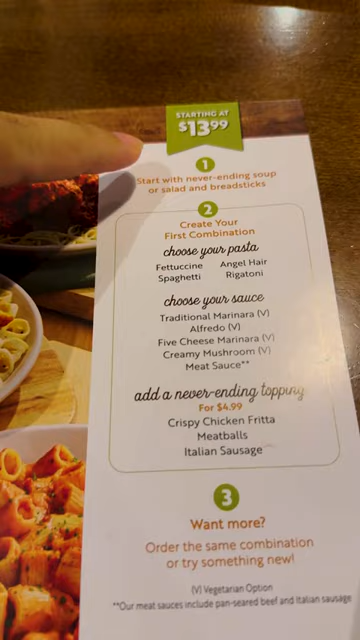 STARTING AT
$13.99
1
Start with never-ending soup
or salad and breadsticks
2
Create Your
First Combination
choose your pasta
Fettuccine Angel Hair
Spaghetti Rigatoni
choose your sauce
Traditional Marinara (V)
Alfredo (V)
Five Cheese Marinara (V)
Creamy Mushroom (V)
Meat Sauce**
add a never-ending topping
For $4.99
Crispy Chicken Fritta
Meatballs
Italian Sausage
3
Want more?
Order the same combination
or try something new!
(V) Vegetarian Option
**Our meat sauces include pan-seared beef and Italian sausage